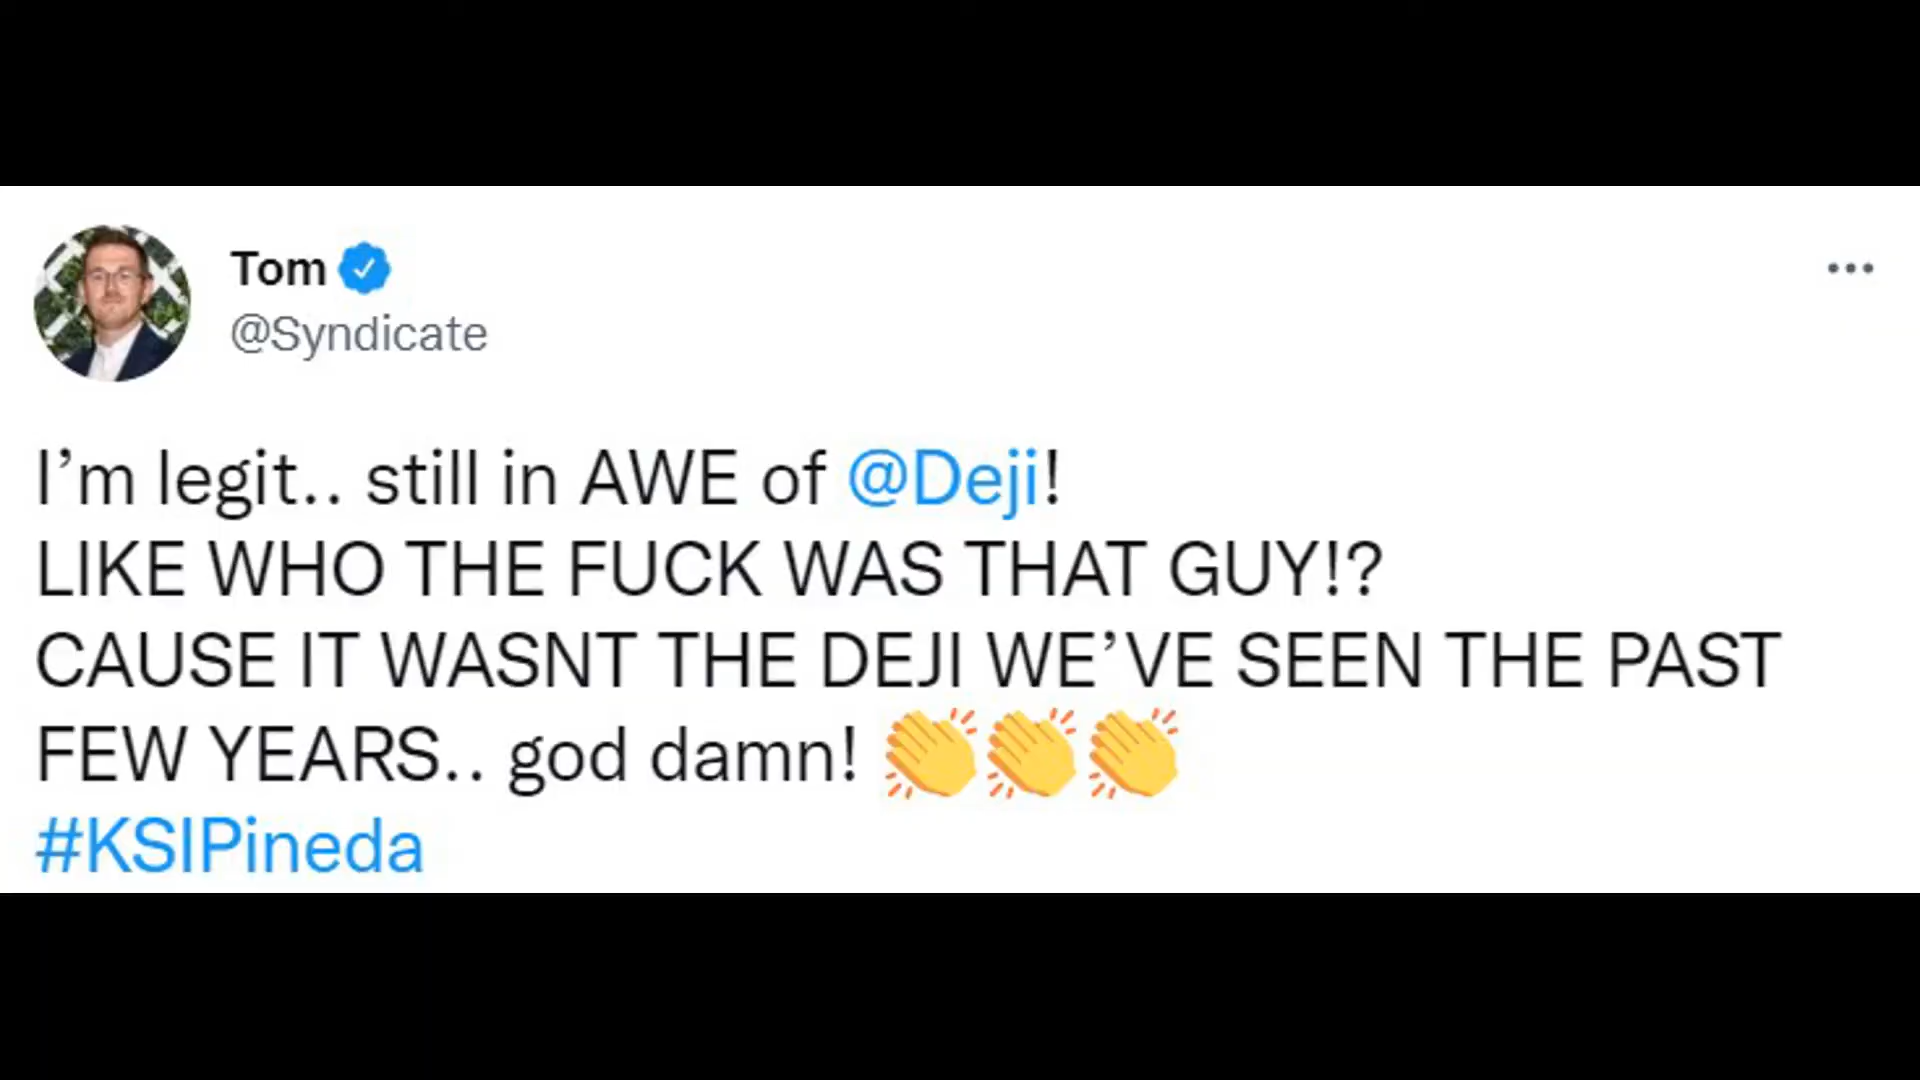 Tom
@Syndicate
I’m legit.. still in AWE of @Deji!
LIKE WHO THE FUCK WAS THAT GUY!?
CAUSE IT WASNT THE DEJI WE’VE SEEN THE PAST
FEW YEARS.. god damn! 👏👏👏
#KSIPineda